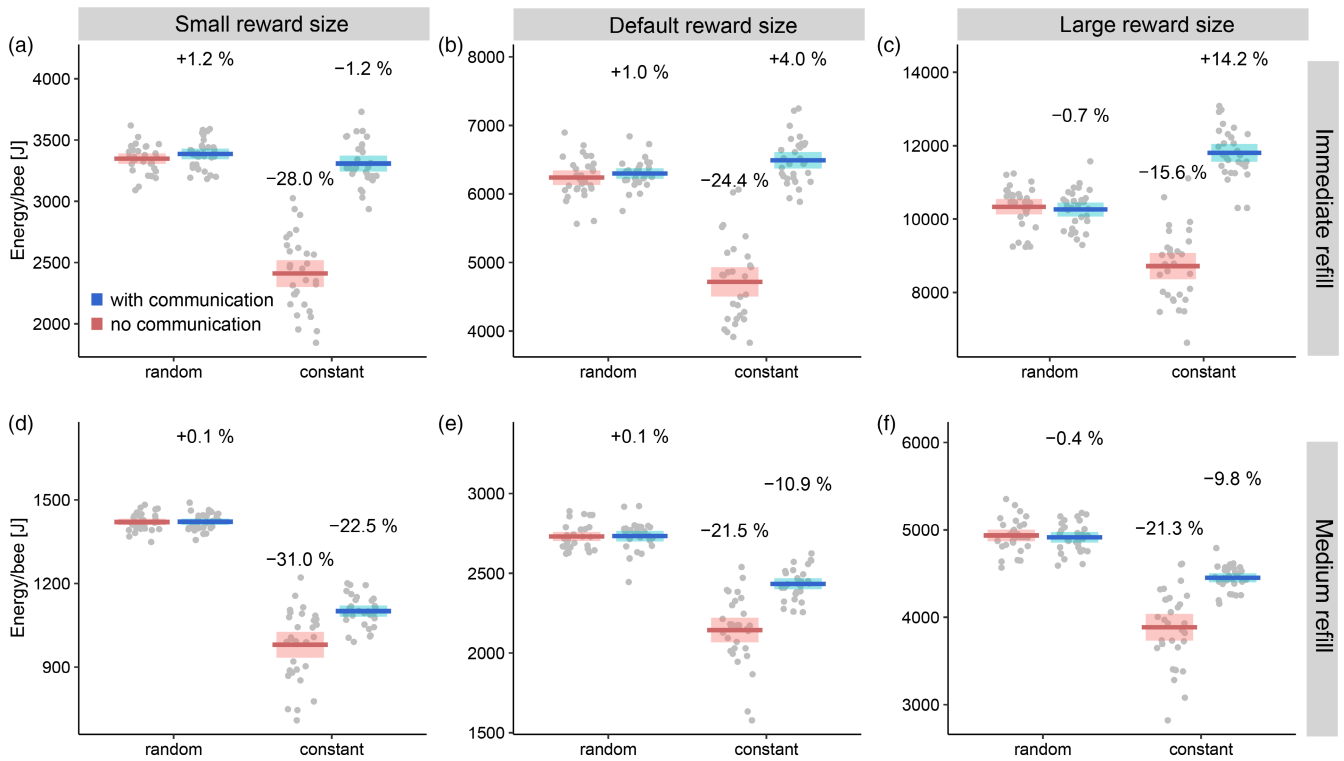 Small reward size
Default reward size
Large reward size
(a)
+1.2 %
−1.2 %
4000
3500
3000
2500
2000
Energy/bee [J]
−28.0 %
with communication
no communication
random
constant
(b)
+1.0 %
+4.0 %
8000
7000
6000
5000
4000
−24.4 %
random
constant
(c)
+14.2 %
−0.7 %
−15.6 %
14000
12000
10000
8000
random
constant
Immediate refill
(d)
+0.1 %
−22.5 %
−31.0 %
1500
1200
900
Energy/bee [J]
random
constant
(e)
+0.1 %
−10.9 %
−21.5 %
3000
2500
2000
1500
random
constant
(f)
−0.4 %
−9.8 %
−21.3 %
6000
5000
4000
3000
random
constant
Medium refill